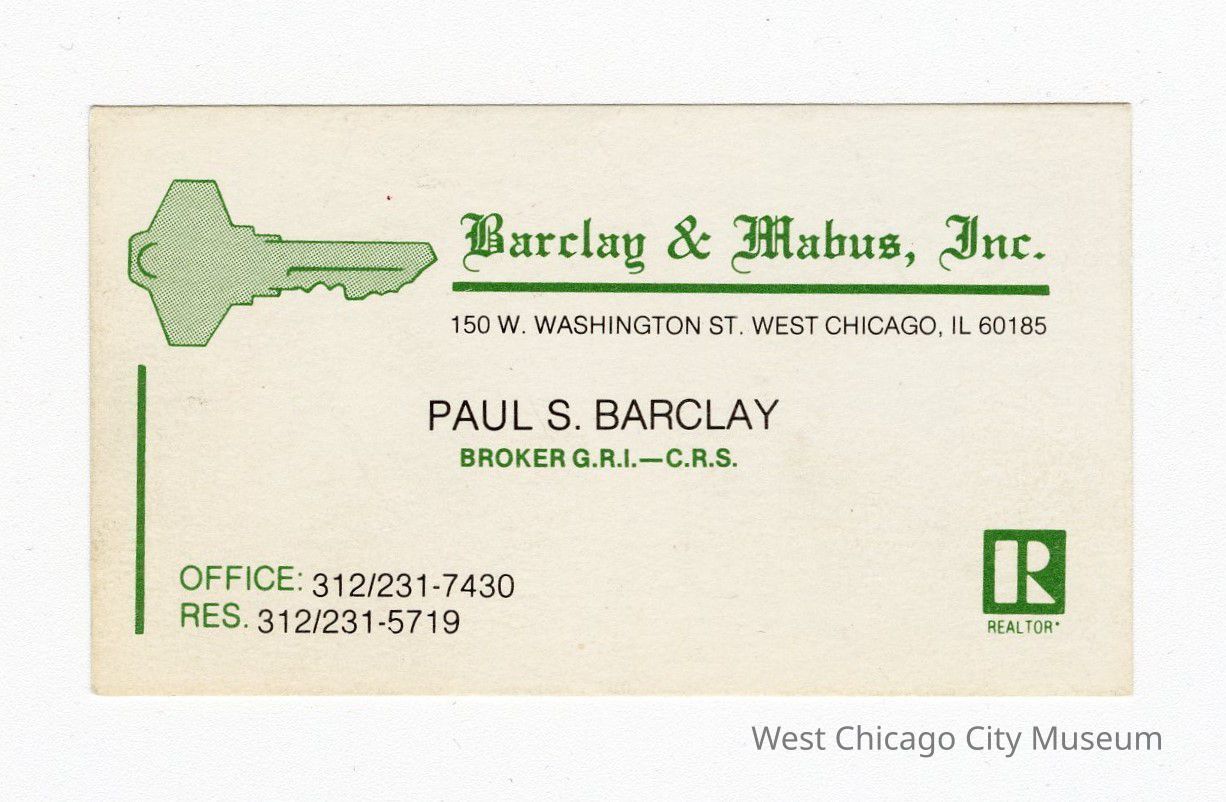 Barclay & Mabus, Inc.
150 W. WASHINGTON ST. WEST CHICAGO, IL 60185
PAUL S. BARCLAY
BROKER G.R.I.—C.R.S.
OFFICE: 312/231-7430
RES. 312/231-5719
R
REALTOR®
West Chicago City Museum